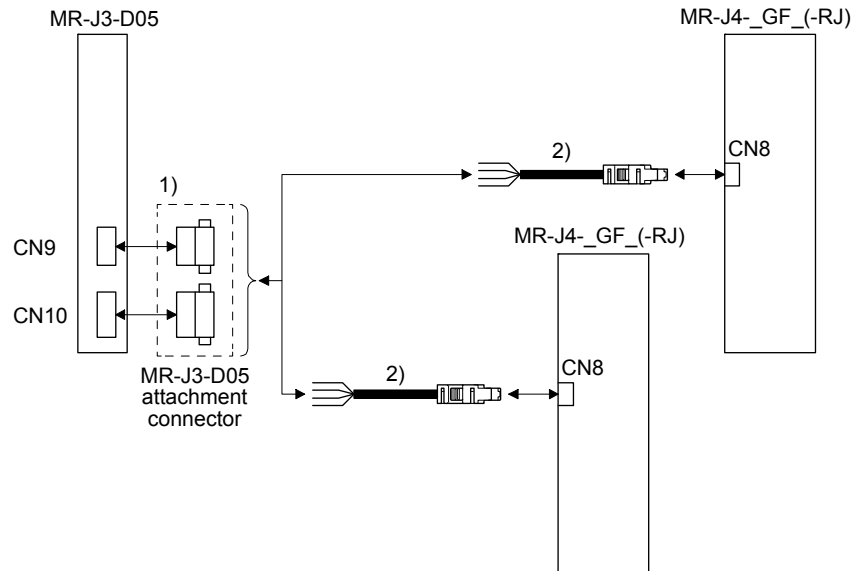 MR-J3-D05
MR-J4-_GF_(-RJ)
2)
CN8
1)
MR-J4-_GF_(-RJ)
CN9
CN10
CN8
2)
MR-J3-D05
attachment
connector